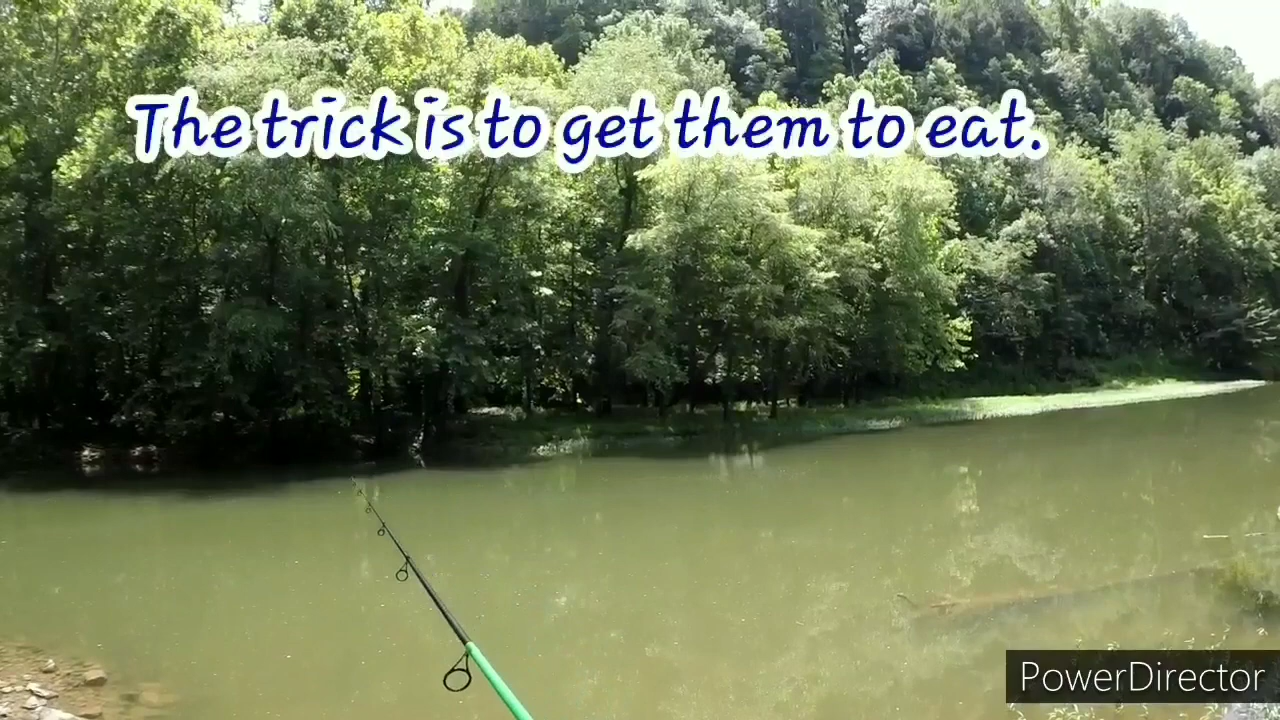 The trick is to get them to eat.
PowerDirector